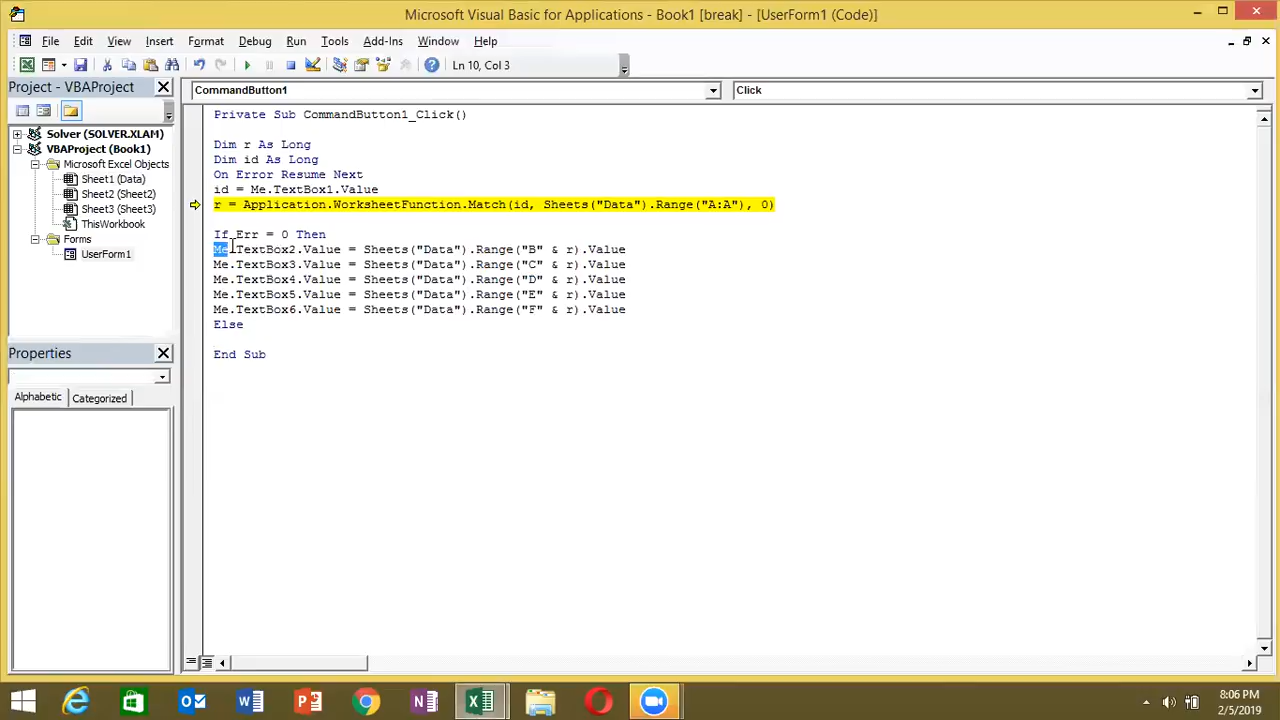 Microsoft Visual Basic for Applications - Book1 [break] - [UserForm1 (Code)]
File Edit View Insert Format Debug Run Tools Add-Ins Window Help
Ln 10, Col 3
Project - VBAProject
CommandButton1
Click
Solver (SOLVER.XLAM)
VBAProject (Book1)
Microsoft Excel Objects
Sheet1 (Data)
Sheet2 (Sheet2)
Sheet3 (Sheet3)
ThisWorkbook
Forms
UserForm1
Properties
Alphabetic Categorized
Private Sub CommandButton1_Click()
Dim r As Long
Dim id As Long
On Error Resume Next
id = Me.TextBox1.Value
r = Application.WorksheetFunction.Match(id, Sheets("Data").Range("A:A"), 0)
If Err = 0 Then
Me.TextBox2.Value = Sheets("Data").Range("B" & r).Value
Me.TextBox3.Value = Sheets("Data").Range("C" & r).Value
Me.TextBox4.Value = Sheets("Data").Range("D" & r).Value
Me.TextBox5.Value = Sheets("Data").Range("E" & r).Value
Me.TextBox6.Value = Sheets("Data").Range("F" & r).Value
Else
End Sub
8:06 PM
2/5/2019